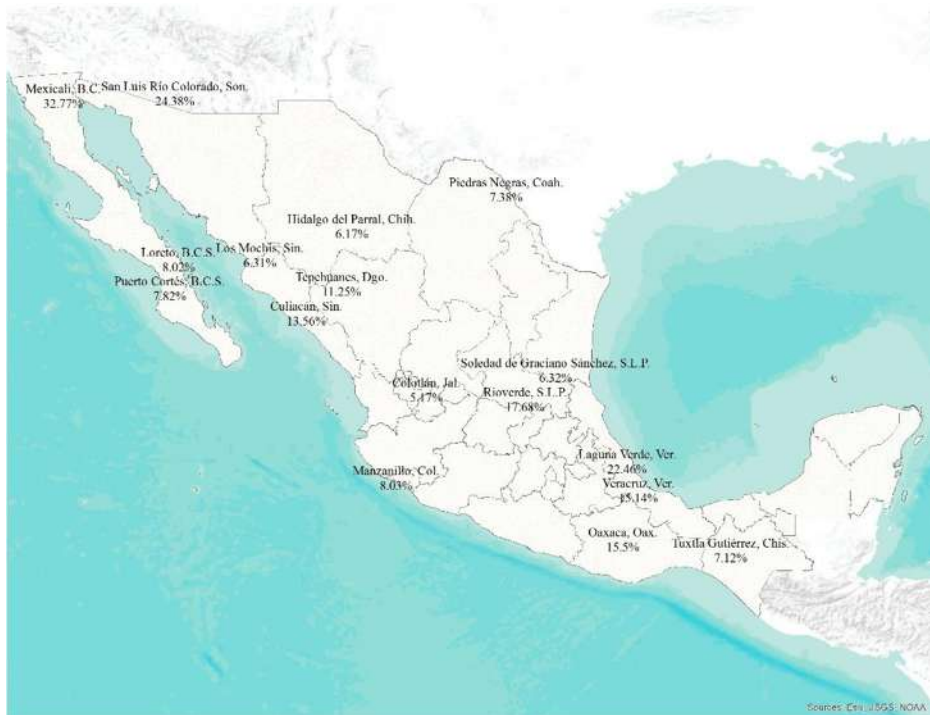 Mexicali, B.C.
32.77%
San Luis Río Colorado, Son.
24.38%
Piedras Negras, Coah.
7.38%
Hidalgo del Parral, Chih.
6.17%
Loreto, B.C.S.
8.02%
Los Mochis, Sin.
6.31%
Puerto Cortés, B.C.S.
7.82%
Tepehuanes, Dgo.
11.25%
Culiacán, Sin.
13.56%
Soledad de Graciano Sánchez, S.L.P.
6.32%
Colotlán, Jal.
5.17%
Rioverde, S.L.P.
17.68%
Laguna Verde, Ver.
22.46%
Manzanillo, Col.
8.03%
Veracruz, Ver.
15.14%
Oaxaca, Oax.
15.5%
Tuxtla Gutiérrez, Chis.
7.12%
Sources: Esri, USGS, NOAA